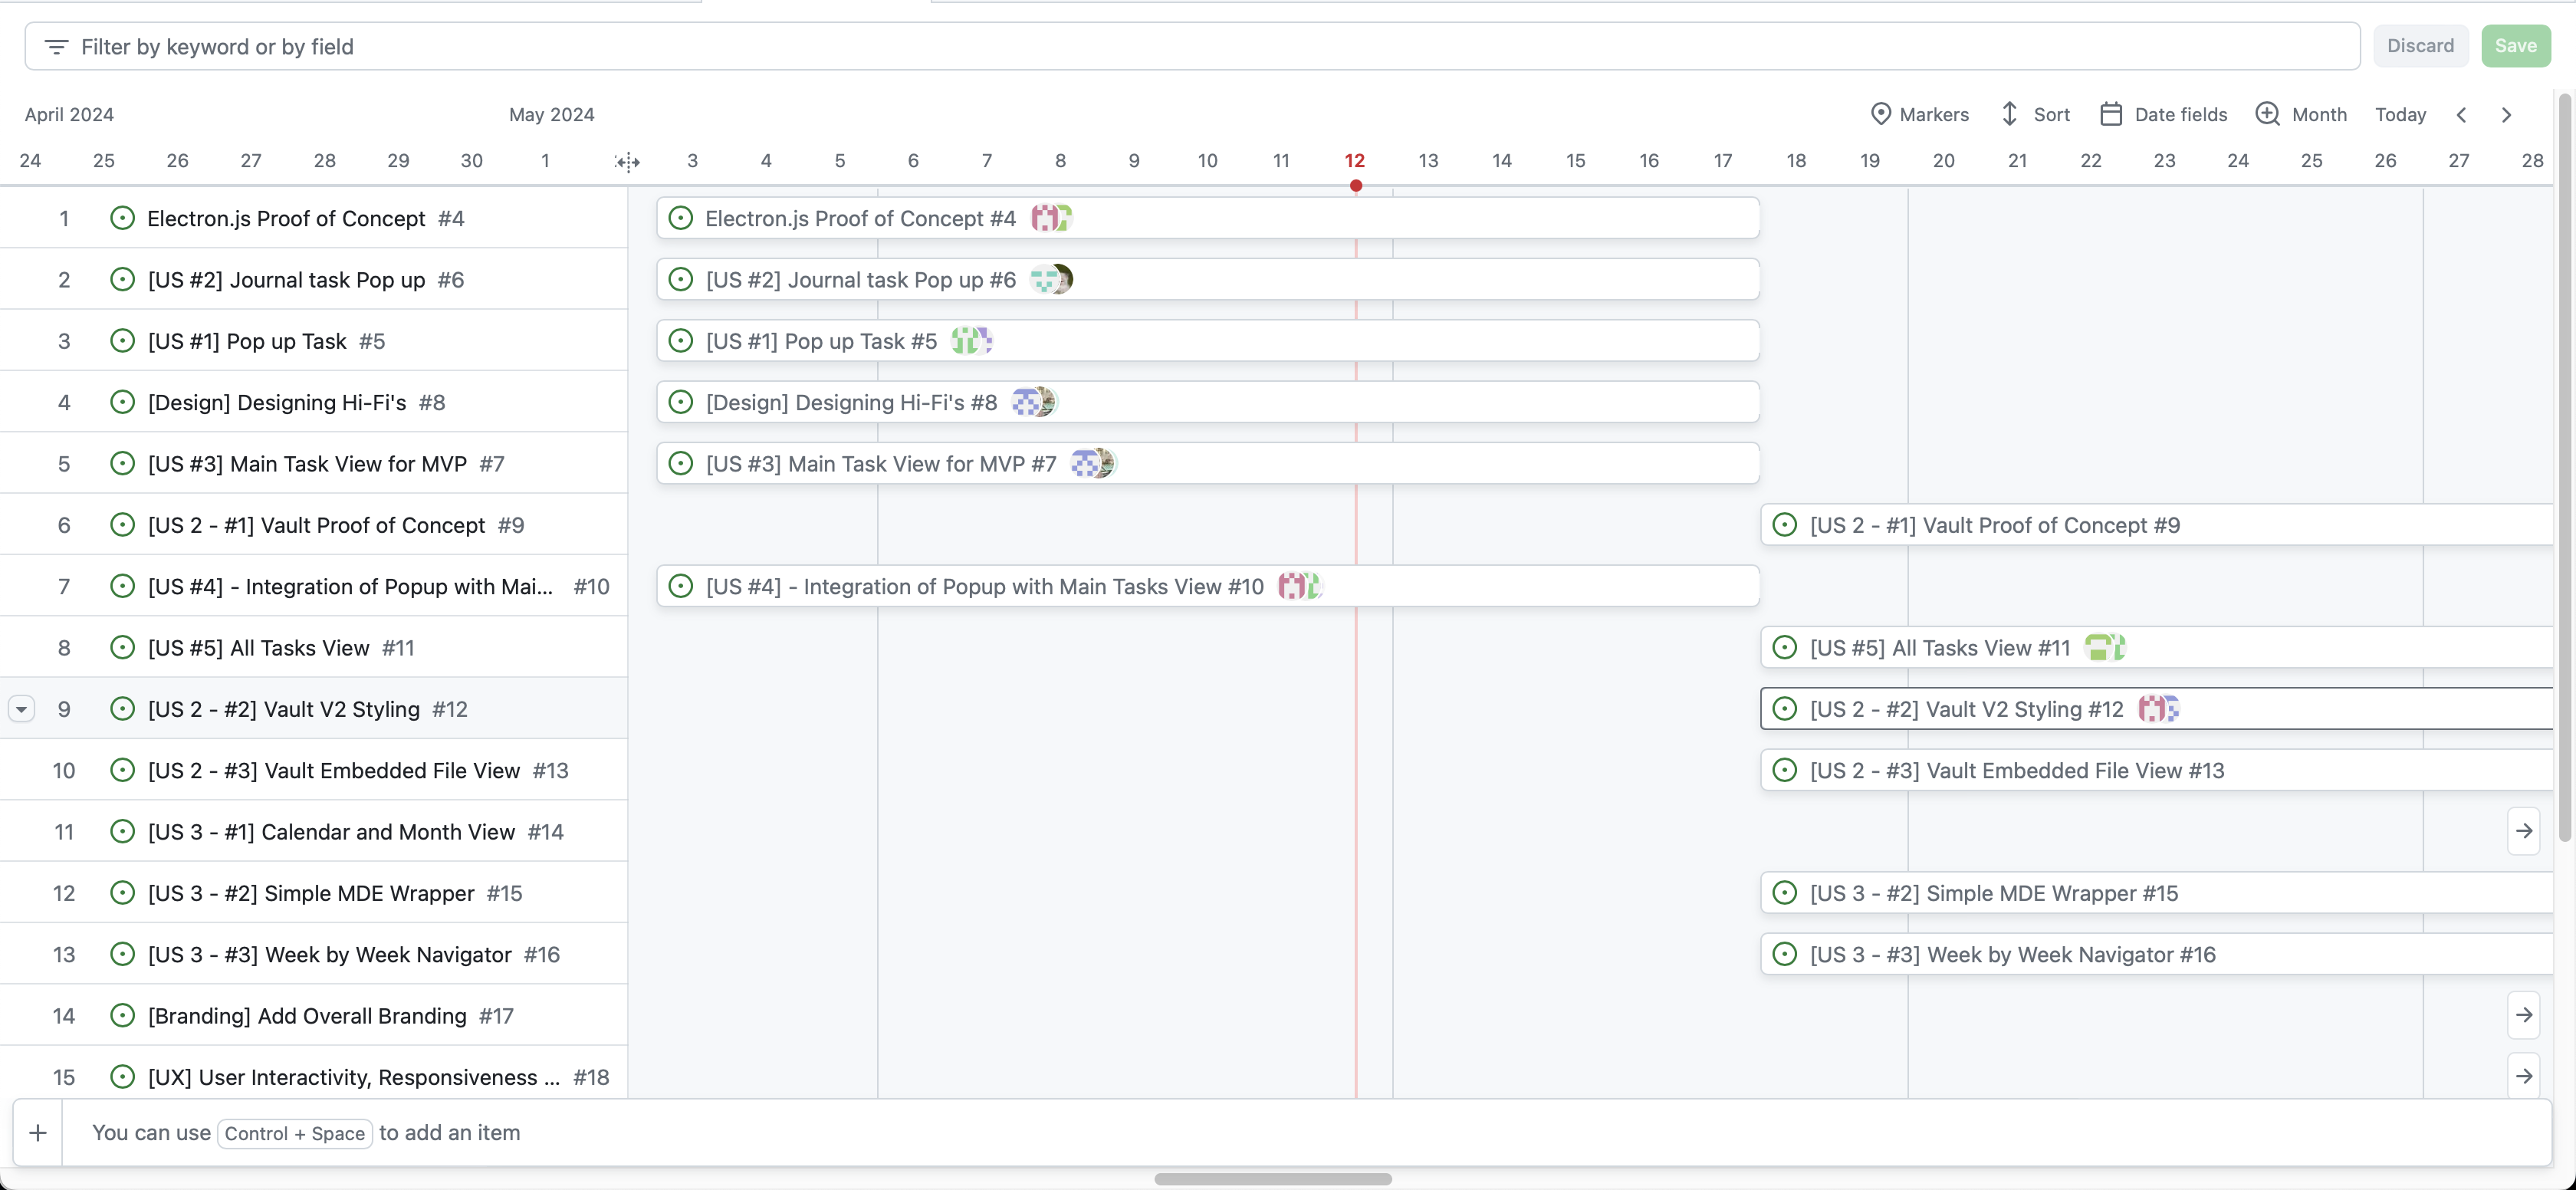 Filter by keyword or by field
Discard
Save
April 2024
May 2024
Markers
Sort
Date fields
Month
Today
24 25 26 27 28 29 30 1 3 4 5 6 7 8 9 10 11 12 13 14 15 16 17 18 19 20 21 22 23 24 25 26 27 28
1 Electron.js Proof of Concept #4
Electron.js Proof of Concept #4
2 [US #2] Journal task Pop up #6
[US #2] Journal task Pop up #6
3 [US #1] Pop up Task #5
[US #1] Pop up Task #5
4 [Design] Designing Hi-Fi's #8
[Design] Designing Hi-Fi's #8
5 [US #3] Main Task View for MVP #7
[US #3] Main Task View for MVP #7
6 [US 2 - #1] Vault Proof of Concept #9
[US 2 - #1] Vault Proof of Concept #9
7 [US #4] - Integration of Popup with Mai... #10
[US #4] - Integration of Popup with Main Tasks View #10
8 [US #5] All Tasks View #11
[US #5] All Tasks View #11
9 [US 2 - #2] Vault V2 Styling #12
[US 2 - #2] Vault V2 Styling #12
10 [US 2 - #3] Vault Embedded File View #13
[US 2 - #3] Vault Embedded File View #13
11 [US 3 - #1] Calendar and Month View #14
12 [US 3 - #2] Simple MDE Wrapper #15
[US 3 - #2] Simple MDE Wrapper #15
13 [US 3 - #3] Week by Week Navigator #16
[US 3 - #3] Week by Week Navigator #16
14 [Branding] Add Overall Branding #17
15 [UX] User Interactivity, Responsiveness ... #18
You can use Control + Space to add an item